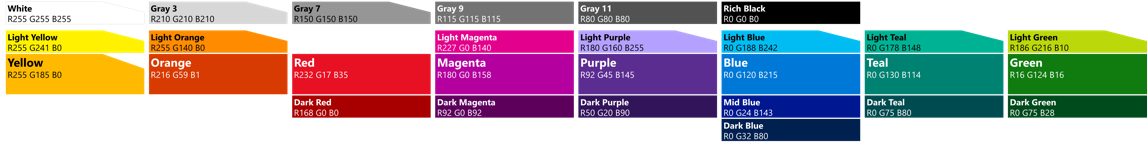 White
R255 G255 B255
Gray 3
R210 G210 B210
Gray 7
R150 G150 B150
Gray 9
R115 G115 B115
Gray 11
R80 G80 B80
Rich Black
R0 G0 B0
Light Yellow
R255 G241 B0
Light Orange
R255 G140 B0
Light Magenta
R227 G0 B140
Light Purple
R180 G160 B255
Light Blue
R0 G188 B242
Light Teal
R0 G178 B148
Light Green
R186 G216 B10
Yellow
R255 G185 B0
Orange
R216 G59 B1
Red
R232 G17 B35
Magenta
R180 G0 B158
Purple
R92 G45 B145
Blue
R0 G120 B215
Teal
R0 G130 B114
Green
R16 G124 B16
Dark Red
R168 G0 B0
Dark Magenta
R92 G0 B92
Dark Purple
R50 G20 B90
Mid Blue
R0 G24 B143
Dark Teal
R0 G75 B80
Dark Green
R0 G75 B28
Dark Blue
R0 G32 B80